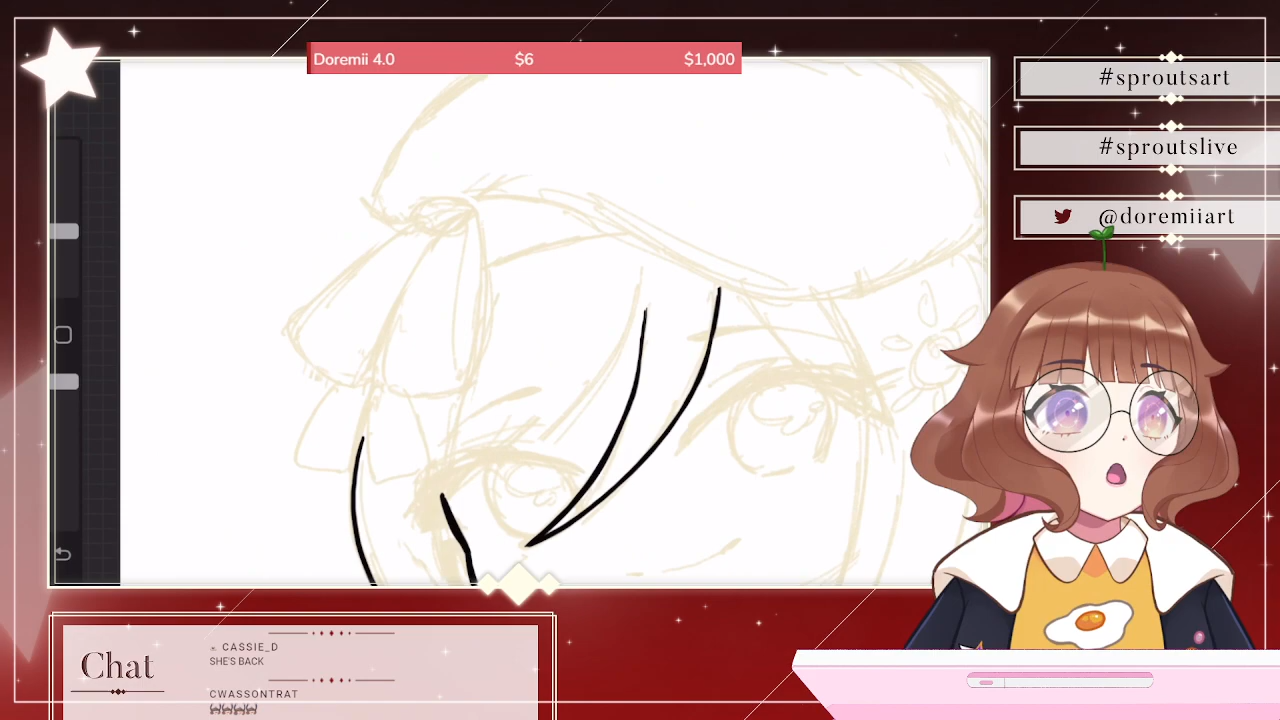 Doremii 4.0 $6 $1,000
#sproutsart
#sproutslive
@doremiiart
Chat
CASSIE_D
SHE'S BACK
CWASSONTRAT